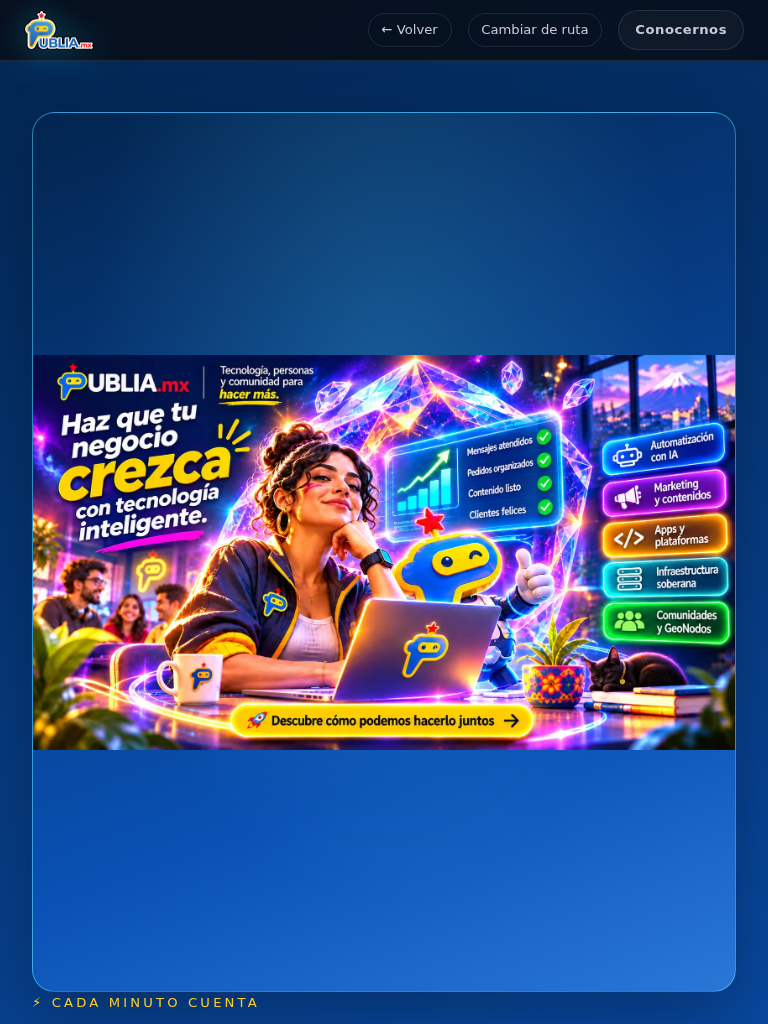 PUBLIA.mx
← Volver
Cambiar de ruta
Conocernos
PUBLIA.mx
Tecnología, personas
y comunidad para
hacer más.
Haz que tu
negocio
crezca
con tecnología
inteligente.
Mensajes atendidos
Pedidos organizados
Contenido listo
Clientes felices
Automatización
con IA
Marketing
y contenidos
Apps y
plataformas
Infraestructura
soberana
Comunidades
y GeoNodos
🚀 Descubre cómo podemos hacerlo juntos →
⚡ CADA MINUTO CUENTA